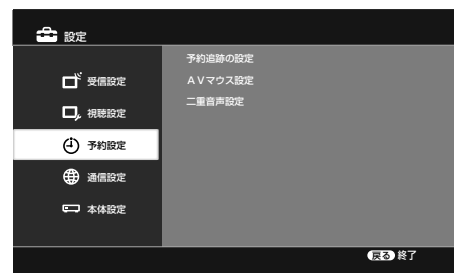 設定
受信設定
視聴設定
予約設定
通信設定
本体設定
予約追跡の設定
AVマウス設定
二重音声設定
戻る 終了